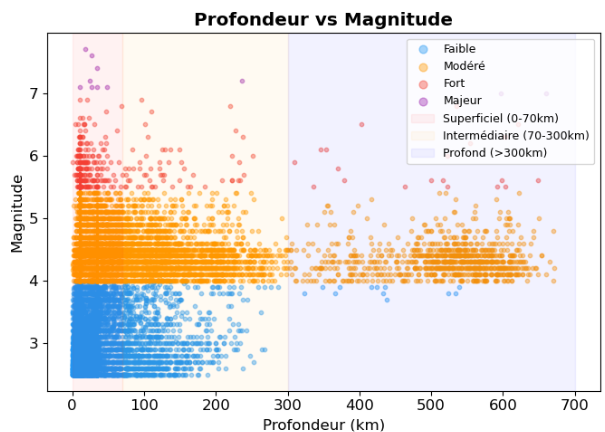 Profondeur vs Magnitude
Magnitude
7
6
5
4
3
Faible
Modéré
Fort
Majeur
Superficiel (0-70km)
Intermédiaire (70-300km)
Profond (>300km)
0 100 200 300 400 500 600 700
Profondeur (km)